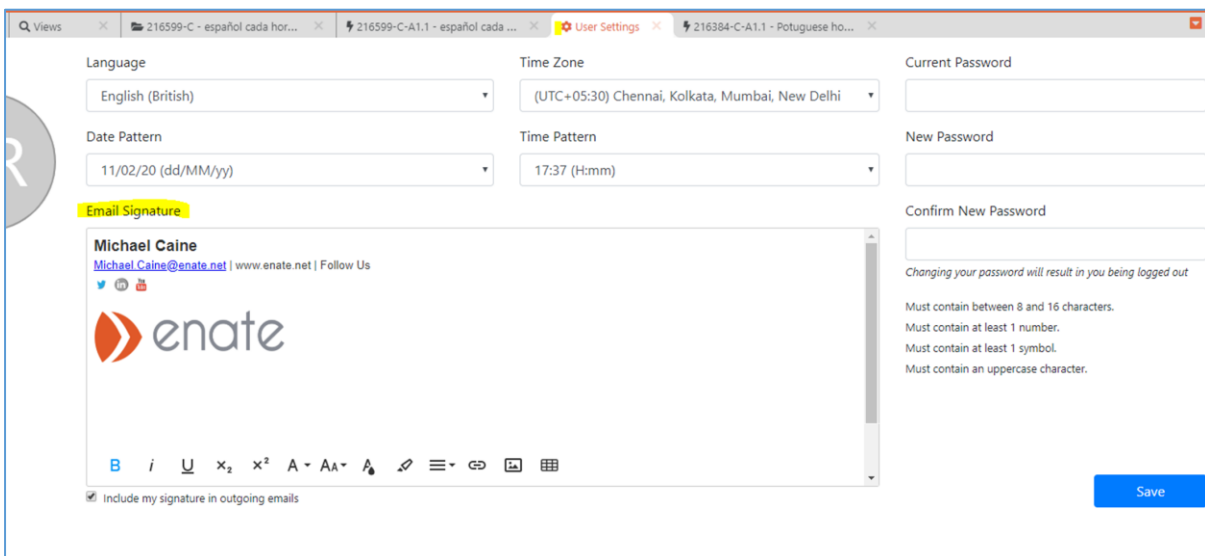 Views
216599-C - español cada hor...
216599-C-A1.1 - español cada ...
User Settings
216384-C-A1.1 - Potuguese ho...
R
Language
English (British)
Time Zone
(UTC+05:30) Chennai, Kolkata, Mumbai, New Delhi
Date Pattern
11/02/20 (dd/MM/yy)
Time Pattern
17:37 (H:mm)
Email Signature
Michael Caine
Michael.Caine@enate.net | www.enate.net | Follow Us
enate
B i U x₂ x² A AA A
Include my signature in outgoing emails
Current Password
New Password
Confirm New Password
Changing your password will result in you being logged out
Must contain between 8 and 16 characters.
Must contain at least 1 number.
Must contain at least 1 symbol.
Must contain an uppercase character.
Save